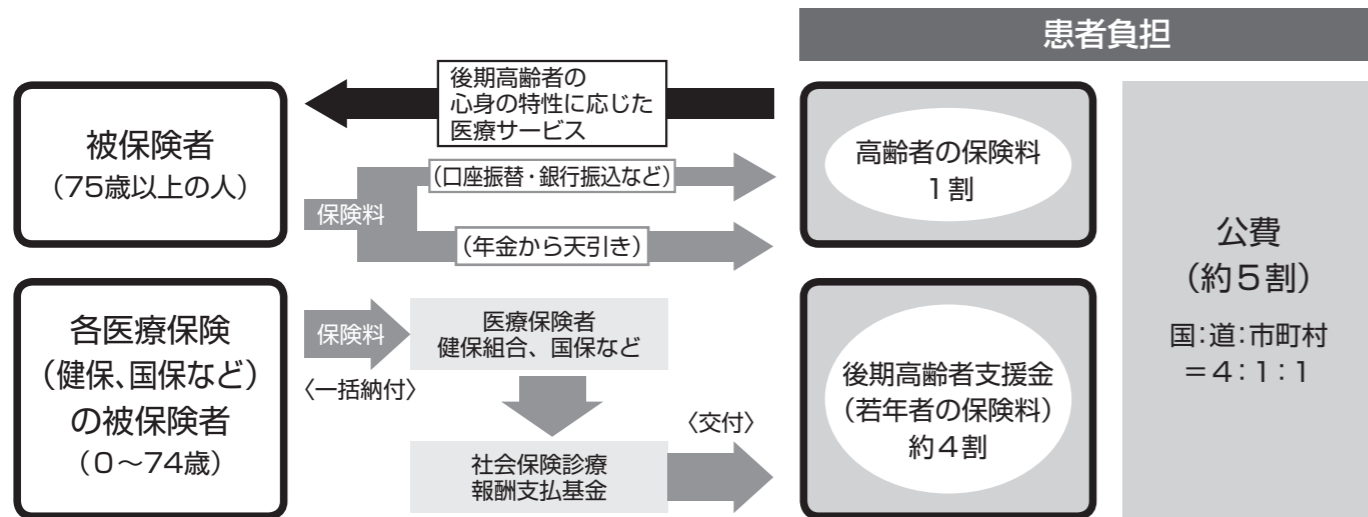 患者負担
被保険者
（75歳以上の人）
後期高齢者の
心身の特性に応じた
医療サービス
保険料
（口座振替・銀行振込など）
（年金から天引き）
高齢者の保険料
1割
公費
（約5割）
国：道：市町村
＝4：1：1
各医療保険
（健保、国保など）
の被保険者
（0～74歳）
保険料
〈一括納付〉
医療保険者
健保組合、国保など
社会保険診療
報酬支払基金
〈交付〉
後期高齢者支援金
（若年者の保険料）
約4割